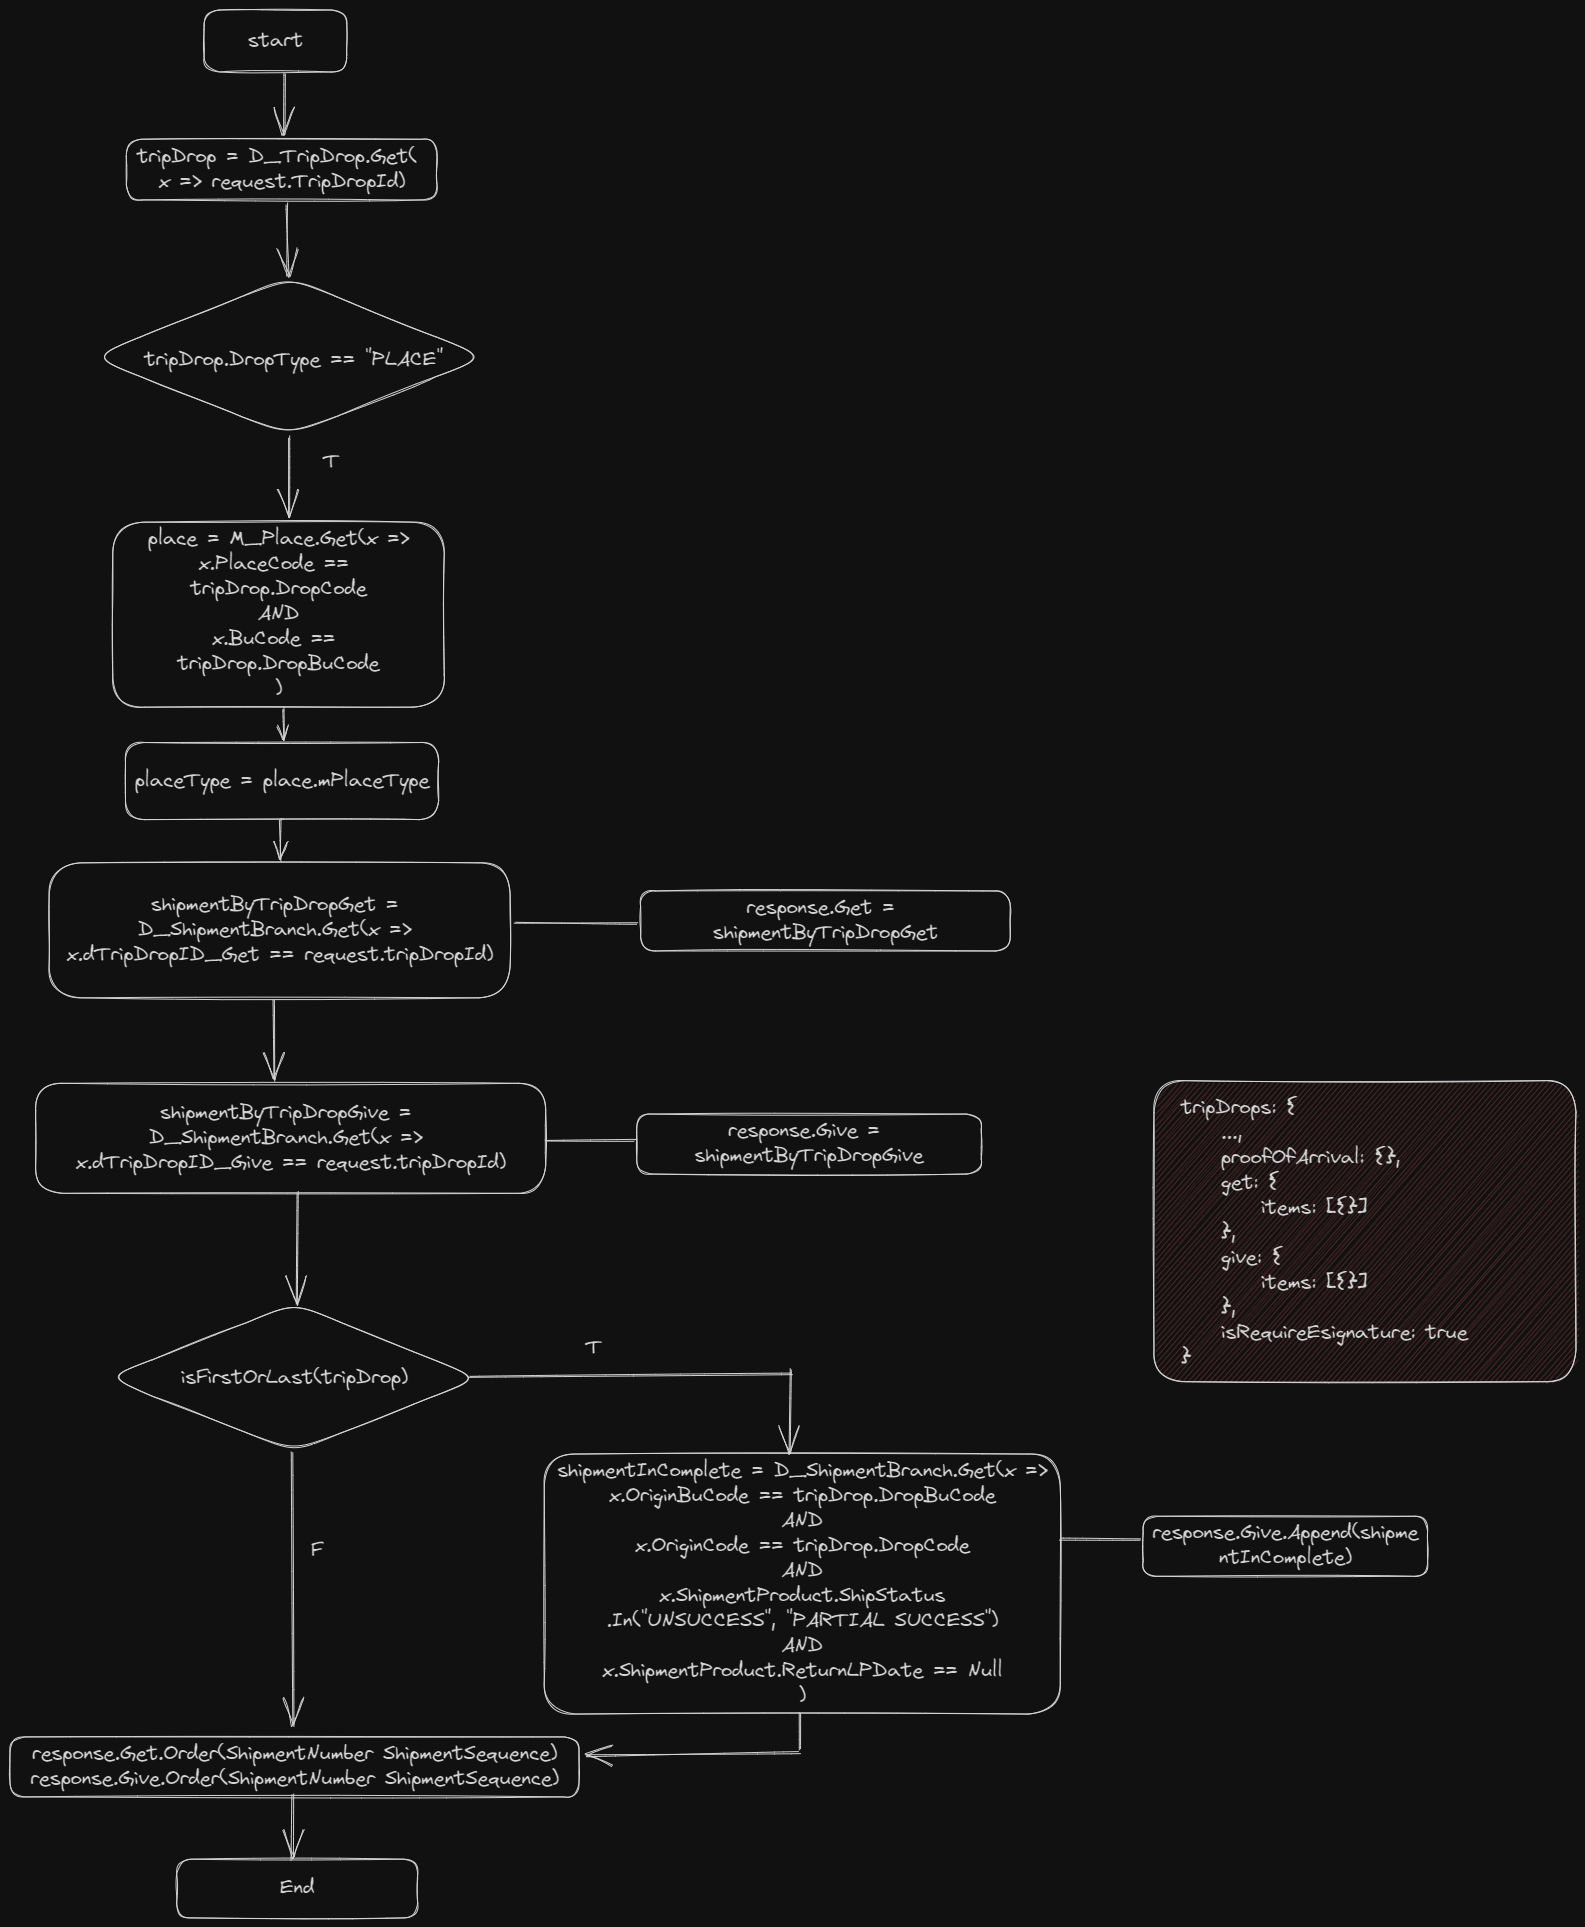 start
tripDrop = D_TripDrop.Get(
x => request.TripDropId)
tripDrop.DropType == "PLACE"
T
place = M_Place.Get(x =>
x.PlaceCode ==
tripDrop.DropCode
AND
x.BuCode ==
tripDrop.DropBuCode
)
placeType = place.mPlaceType
shipmentByTripDropGet =
D_ShipmentBranch.Get(x =>
x.dTripDropID_Get == request.tripDropId)
response.Get =
shipmentByTripDropGet
shipmentByTripDropGive =
D_ShipmentBranch.Get(x =>
x.dTripDropID_Give == request.tripDropId)
response.Give =
shipmentByTripDropGive
tripDrops: {
...,
proofOfArrival: {},
get: {
items: [{}]
},
give: {
items: [{}]
},
isRequireEsignature: true
}
isFirstOrLast(tripDrop)
T
F
shipmentInComplete = D_ShipmentBranch.Get(x =>
x.OriginBuCode == tripDrop.DropBuCode
AND
x.OriginCode == tripDrop.DropCode
AND
x.ShipmentProduct.ShipStatus
.In("UNSUCCESS", "PARTIAL SUCCESS")
AND
x.ShipmentProduct.ReturnLPDate == Null
)
response.Give.Append(shipme
ntInComplete)
response.Get.Order(ShipmentNumber ShipmentSequence)
response.Give.Order(ShipmentNumber ShipmentSequence)
End